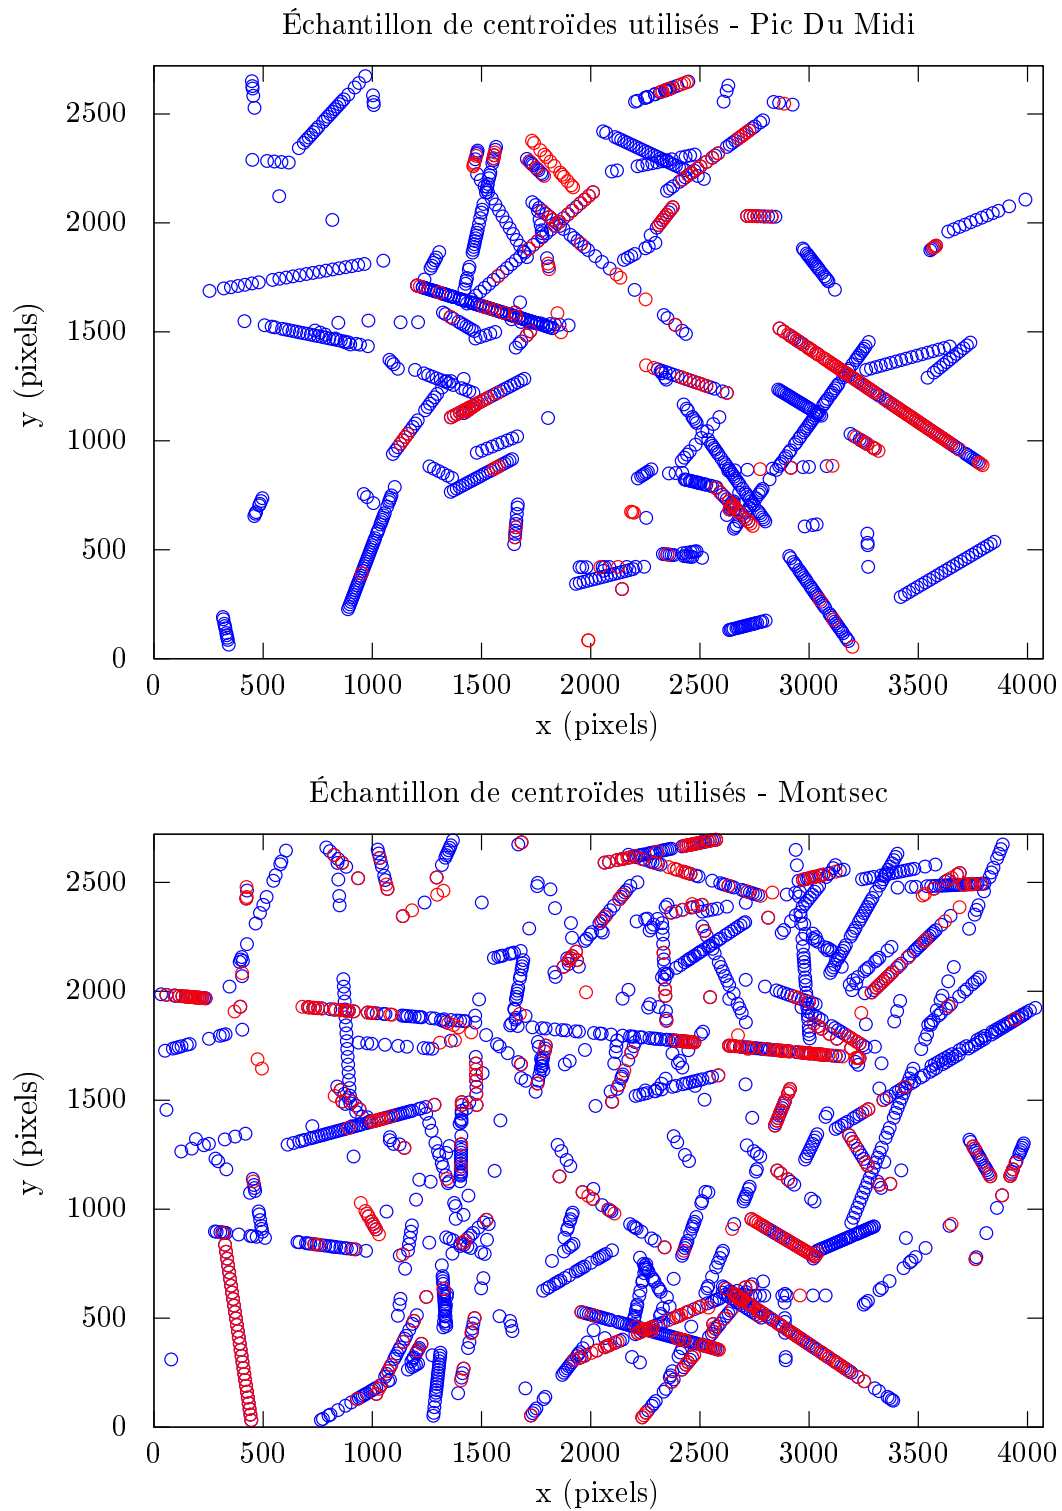 Échantillon de centroïdes utilisés - Pic Du Midi
2500
2000
1500
1000
500
0
y (pixels)
0 500 1000 1500 2000 2500 3000 3500 4000
x (pixels)
Échantillon de centroïdes utilisés - Montsec
2500
2000
1500
1000
500
0
y (pixels)
0 500 1000 1500 2000 2500 3000 3500 4000
x (pixels)